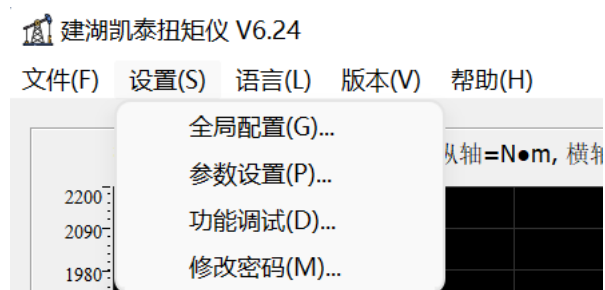 建湖凯泰扭矩仪 V6.24
文件(F) 设置(S) 语言(L) 版本(V) 帮助(H)
全局配置(G)...
纵轴=N●m, 横轴
参数设置(P)...
2200
功能调试(D)...
2090
修改密码(M)...
1980